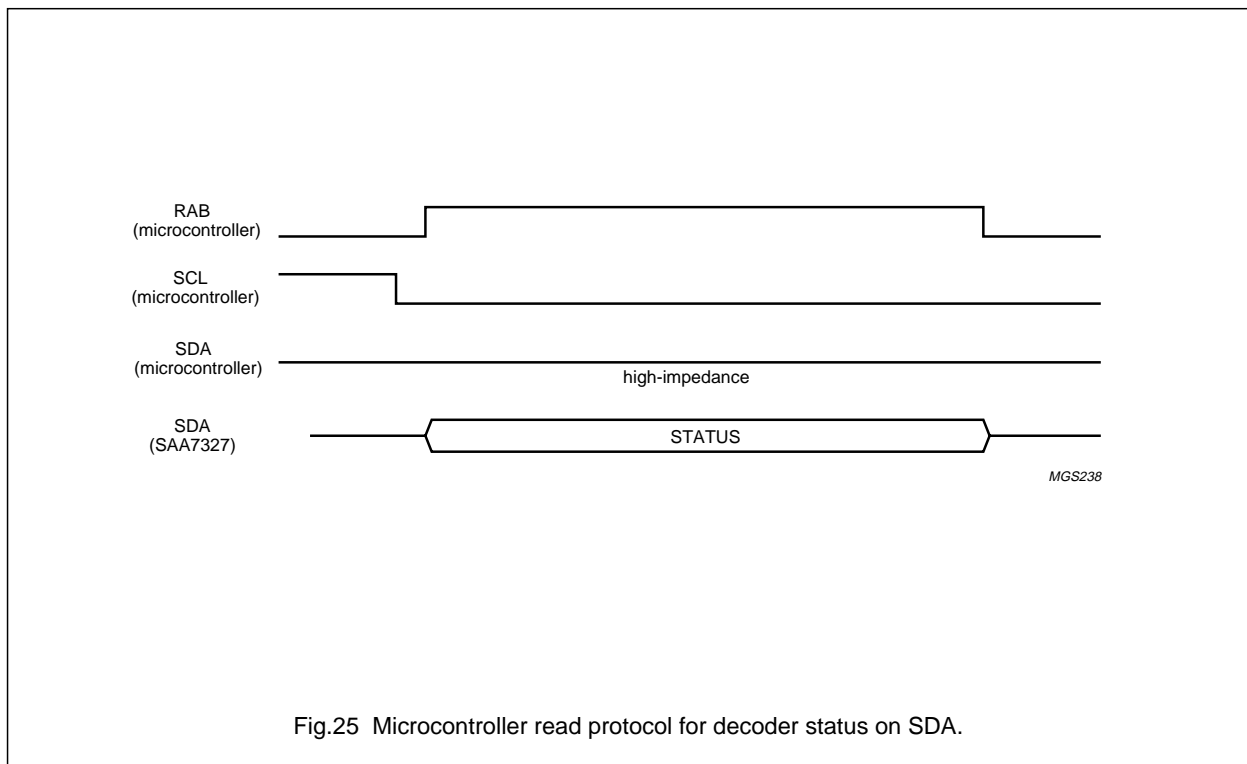 RAB
(microcontroller)
SCL
(microcontroller)
SDA
(microcontroller)
high-impedance
SDA
(SAA7327)
STATUS
MGS238
Fig.25 Microcontroller read protocol for decoder status on SDA.